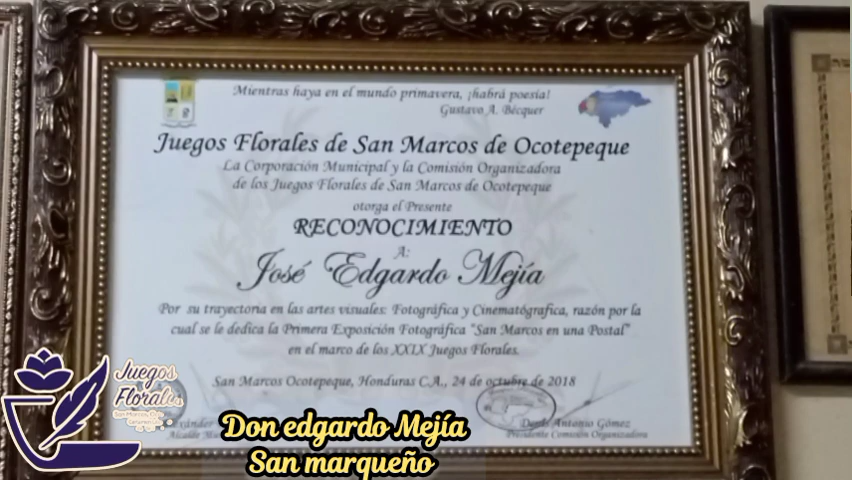 Mientras haya en el mundo primavera, ¡habrá poesía!
Gustavo A. Bécquer
Juegos Florales de San Marcos de Ocotepeque
La Corporación Municipal y la Comisión Organizadora
de los Juegos Florales de San Marcos de Ocotepeque
otorga el Presente
RECONOCIMIENTO
A:
José Edgardo Mejía
Por su trayectoria en las artes visuales: Fotográfica y Cinematógrafica, razón por la
cual se le dedica la Primera Exposición Fotográfica "San Marcos en una Postal"
en el marco de los XXIX Juegos Florales.
San Marcos Ocotepeque, Honduras C.A., 24 de octubre de 2018
Antonio Gómez
Alcalde
Presidente Comisión Organizadora
Juegos
Florales
San Marcos,
Don edgardo Mejía
San marqueño